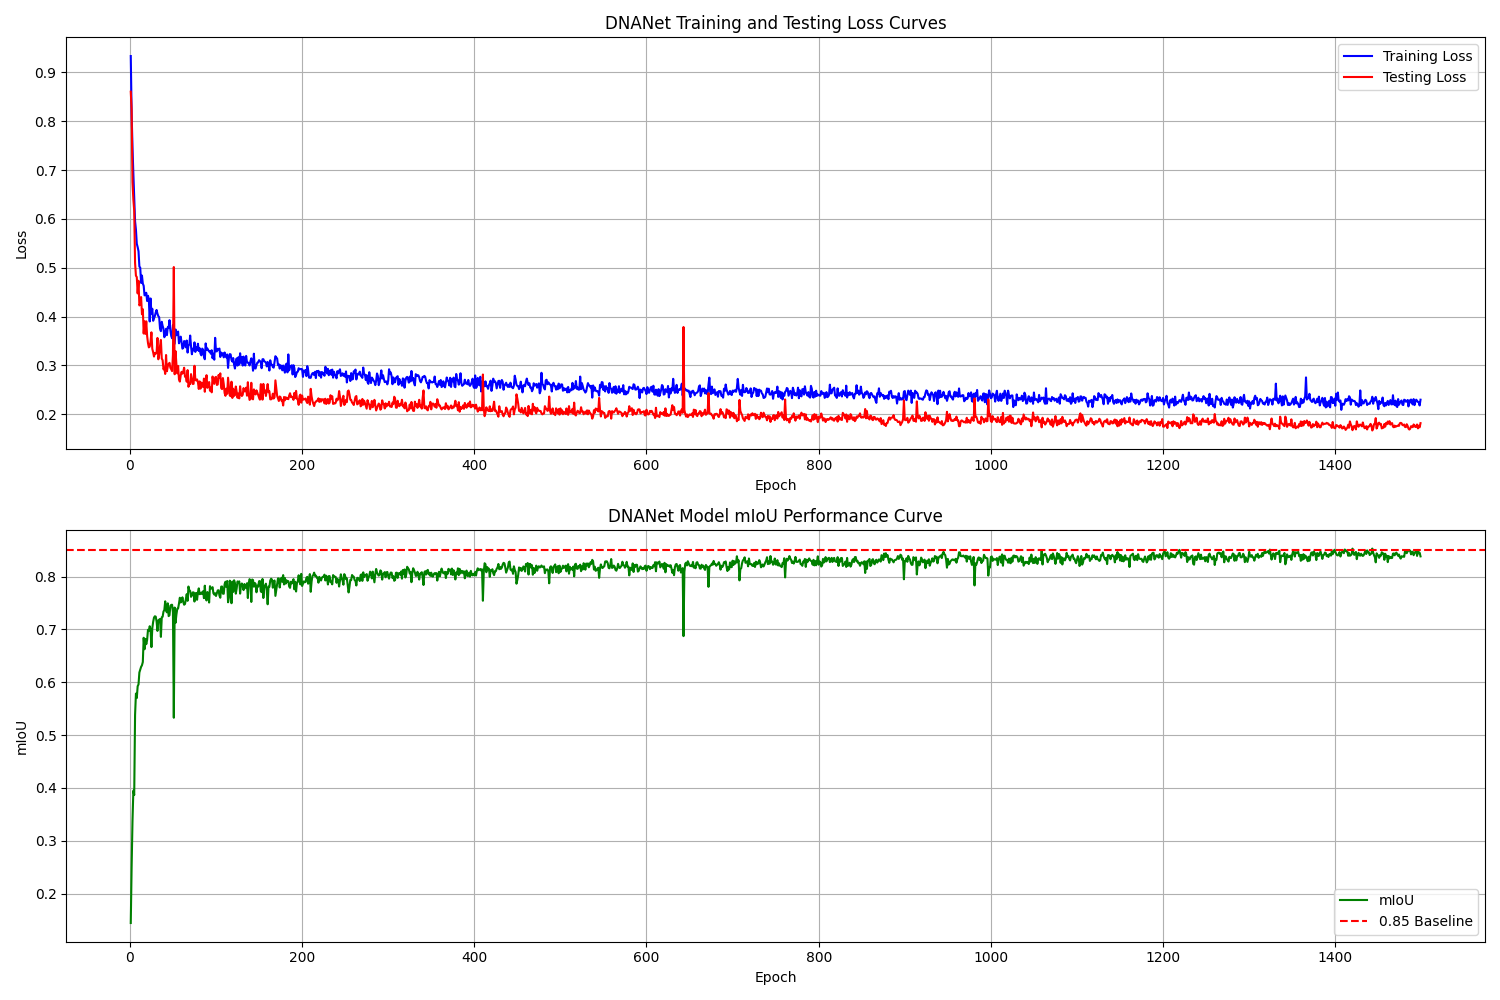 DNANet Training and Testing Loss Curves
Loss
0.9
0.8
0.7
0.6
0.5
0.4
0.3
0.2
Training Loss
Testing Loss
0 200 400 600 800 1000 1200 1400
Epoch
DNANet Model mIoU Performance Curve
mIoU
0.8
0.7
0.6
0.5
0.4
0.3
0.2
mIoU
0.85 Baseline
0 200 400 600 800 1000 1200 1400
Epoch